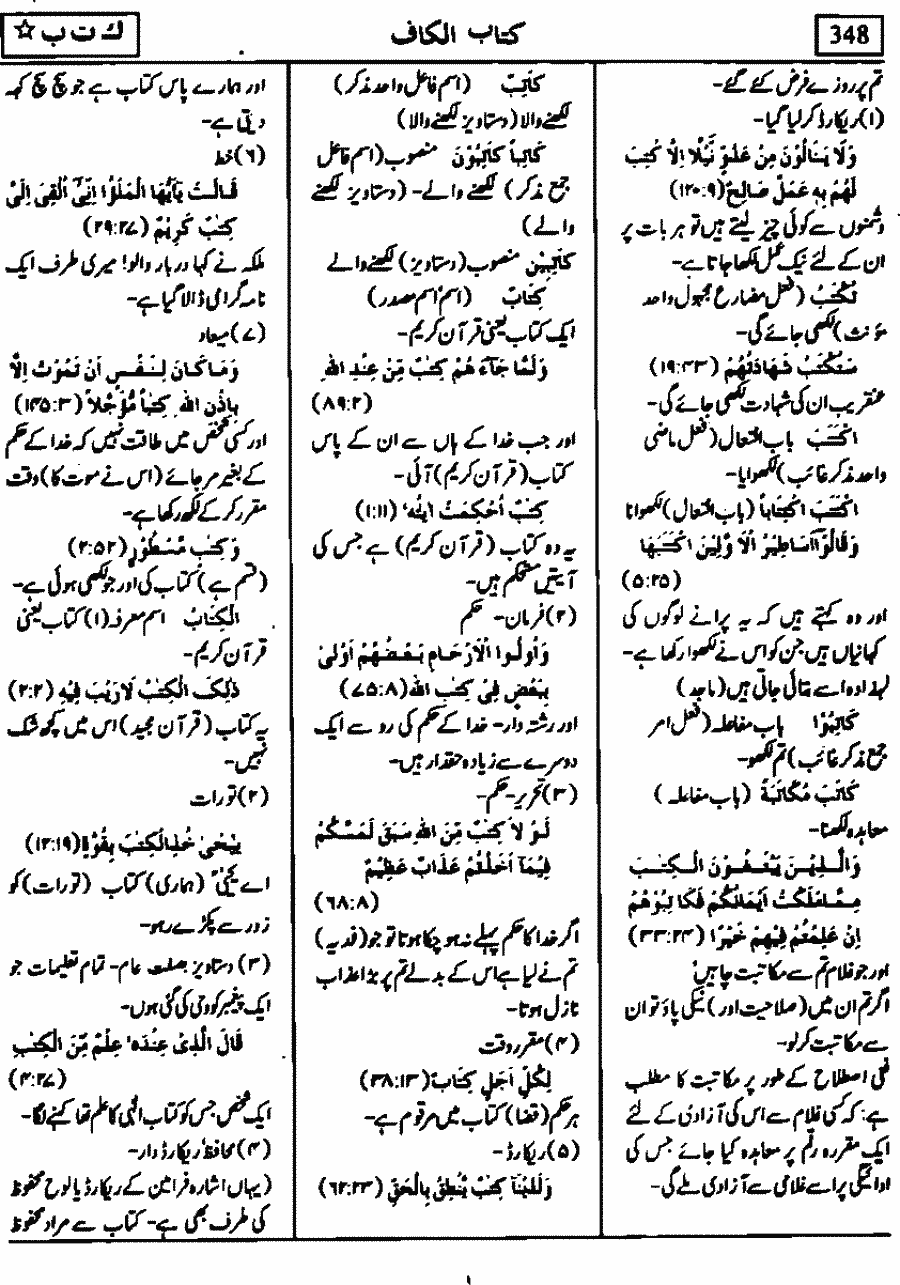 348
كتاب الكاف
ك ت ب ☆
تم پر روزے فرض کئے گئے۔
(۱) ریکارڈ کر لیا گیا۔
وَلَا يَنَالُوْنَ مِنْ عَدُوٍّ نَّيْلًا اِلَّا كُتِبَ
لَهُمْ بِهٖ عَمَلٌ صَالِحٌ (۱۲۰:۹)
دشمنوں سے کوئی چیز لیتے ہیں تو ہر بات پر
ان کے لئے نیک عمل لکھا جاتا ہے۔
تُكْتَبُ (فعل مضارع مجہول واحد
مؤنث) لکھی جائے گی۔
سَتُكْتَبُ شَهَادَتُهُمْ (۱۹:۴۳)
عنقریب ان کی شہادت لکھی جائے گی۔
اكْتَتَبَ باب افتعال (فعل ماضی
واحد مذکر غائب) لکھوایا۔
اكْتَتَبَ اكْتِتَاباً (باب افتعال) لکھوانا
وَقَالُوْٓا اَسَاطِيْرُ الْاَوَّلِيْنَ اكْتَتَبَهَا
(۵:۲۵)
اور وہ کہتے ہیں کہ یہ پرانے لوگوں کی
کہانیاں ہیں جن کو اس نے لکھوا رکھا ہے۔
لہذا وہ اسے بتائی جاتی ہیں (ماجد)
كَاتِبُوْا باب مفاعلہ (فعل امر
جمع مذکر غائب) تم لکھو۔
كَاتَبَ مُكَاتَبَةً (باب مفاعلہ)
معاہدہ لکھنا۔
وَالَّذِيْنَ يَبْتَغُوْنَ الْكِتٰبَ
مِمَّا مَلَكَتْ اَيْمَانُكُمْ فَكَاتِبُوْهُمْ
اِنْ عَلِمْتُمْ فِيْهِمْ خَيْرًا (۳۳:۲۴)
اور جو غلام تم سے مکاتبت چاہیں
اگر تم ان میں (صلاحیت اور) نیکی پاؤ تو ان
سے مکاتبت کرلو۔
فنی اصطلاح کے طور پر مکاتبت کا مطلب
ہے: کہ کسی غلام سے اس کی آزادی کے لئے
ایک مقررہ رقم پر معاہدہ کیا جائے جس کی
ادائیگی پر اسے غلامی سے آزادی ملے گی۔
كَاتِبٌ (اسم فاعل واحد مذکر)
لکھنے والا (دستاویز لکھنے والا)
كَاتِباً كَاتِبُوْنَ منصوب (اسم فاعل
جمع مذکر) لکھنے والے۔ (دستاویز لکھنے
والے)
كَاتِبِيْنَ منصوب (دستاویز) لکھنے والے
كِتَابٌ (اسم/اسم مصدر)
ایک کتاب یعنی قرآن کریم۔
وَلَمَّا جَآءَ هُمْ كِتٰبٌ مِّنْ عِنْدِ اللهِ
(۸۹:۲)
اور جب خدا کے ہاں سے ان کے پاس
کتاب (قرآن کریم) آئی۔
كِتٰبٌ اُحْكِمَتْ اٰيٰتُهٗ (۱:۱۱)
یہ وہ کتاب (قرآن کریم) ہے جس کی
آیتیں مستحکم ہیں۔
(۲) فرمان۔ حکم
وَاُولُوا الْاَرْحَامِ بَعْضُهُمْ اَوْلٰى
بِبَعْضٍ فِىْ كِتٰبِ اللهِ (۷۵:۸)
اور رشتہ دار۔ خدا کے حکم کی رو سے ایک
دوسرے سے زیادہ حقدار ہیں۔
(۳) تحریر۔ حکم۔
لَوْ لَا كِتٰبٌ مِّنَ اللهِ سَبَقَ لَمَسَّكُمْ
فِيْمَآ اَخَذْتُمْ عَذَابٌ عَظِيْمٌ
(۶۸:۸)
اگر خدا کا حکم پہلے نہ ہو چکا ہوتا تو جو (فدیہ)
تم نے لیا ہے اس کے بدلے تم پر بڑا عذاب
نازل ہوتا۔
(۴) مقررہ وقت
لِكُلِّ اَجَلٍ كِتَابٌ (۳۸:۱۳)
ہر حکم (قضا) کتاب میں مرقوم ہے۔
(۵) ریکارڈ۔
وَلَدَيْنَا كِتٰبٌ يَّنْطِقُ بِالْحَقِّ (۶۲:۲۳)
اور ہمارے پاس کتاب ہے جو سچ سچ کہہ
دیتی ہے۔
(۶) خط
قَالَتْ يٰٓاَيُّهَا الْمَلَؤُا اِنِّىْٓ اُلْقِىَ اِلَىَّ
كِتٰبٌ كَرِيْمٌ (۲۹:۲۷)
ملکہ نے کہا دربار والو! میری طرف ایک
نامہ گرامی ڈالا گیا ہے۔
(۷) میعاد
وَمَا كَانَ لِنَفْسٍ اَنْ تَمُوْتَ اِلَّا
بِاِذْنِ اللهِ كِتٰباً مُّؤَجَّلاً (۱۴۵:۳)
اور کسی شخص میں طاقت نہیں کہ خدا کے حکم
کے بغیر مر جائے (اس نے موت کا) وقت
مقرر کر کے لکھ رکھا ہے۔
وَكِتٰبٍ مَّسْطُوْرٍ (۲:۵۲)
(قسم ہے) کتاب کی اور جو لکھی ہوئی ہے۔
الْكِتَابُ اسم معرفہ (۱) کتاب یعنی
قرآن کریم۔
ذٰلِكَ الْكِتٰبُ لَا رَيْبَ فِيْهِ (۲:۲)
یہ کتاب (قرآن مجید) اس میں کچھ شک
نہیں۔
(۲) تورات
يٰيَحْيٰى خُذِ الْكِتٰبَ بِقُوَّةٍ (۱۲:۱۹)
اے یحییٰ (ہماری) کتاب (تورات) کو
زور سے پکڑے رہو۔
(۳) دستاویز بصفت عام۔ تمام تعلیمات جو
ایک پیغمبر کو وحی کی گئی ہوں۔
قَالَ الَّذِىْ عِنْدَهٗ عِلْمٌ مِّنَ الْكِتٰبِ
(۴:۲۷)
ایک شخص جس کو کتاب الٰہی کا علم تھا کہنے لگا۔
(۴) محافظ ریکارڈ دار۔
(یہاں اشارہ فرامین کے ریکارڈ یا لوح محفوظ
کی طرف بھی ہے۔ کتاب سے مراد محفوظ